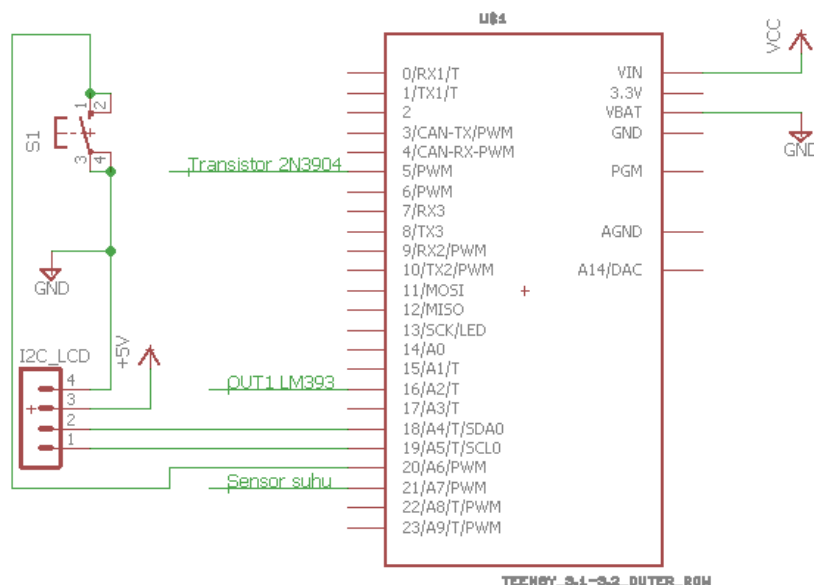 U$1
VCC
GND
1
2
S1
3
4
GND
+5V
I2C_LCD
4
3
2
1
Transistor 2N3904
OUT1 LM393
Sensor suhu
0/RX1/T
1/TX1/T
2
3/CAN-TX/PWM
4/CAN-RX-PWM
5/PWM
6/PWM
7/RX3
8/TX3
9/RX2/PWM
10/TX2/PWM
11/MOSI
12/MISO
13/SCK/LED
14/A0
15/A1/T
16/A2/T
17/A3/T
18/A4/T/SDA0
19/A5/T/SCL0
20/A6/PWM
21/A7/PWM
22/A8/T/PWM
23/A9/T/PWM
VIN
3.3V
VBAT
GND
PGM
AGND
A14/DAC
TEENSY_3.1-3.2_OUTER_ROW